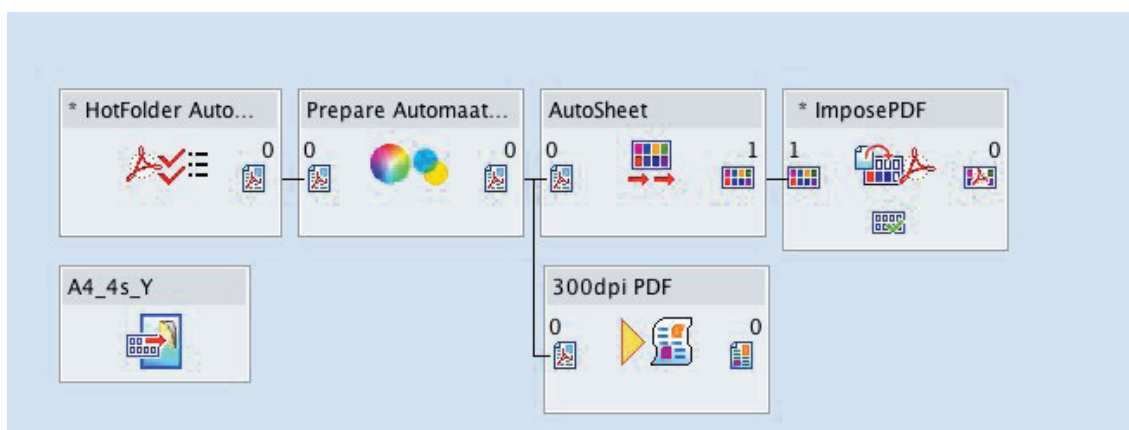 * HotFolder Auto...
0
Prepare Automaat...
0 0
AutoSheet
0 1
* ImposePDF
1 0
A4_4s_Y
300dpi PDF
0 0